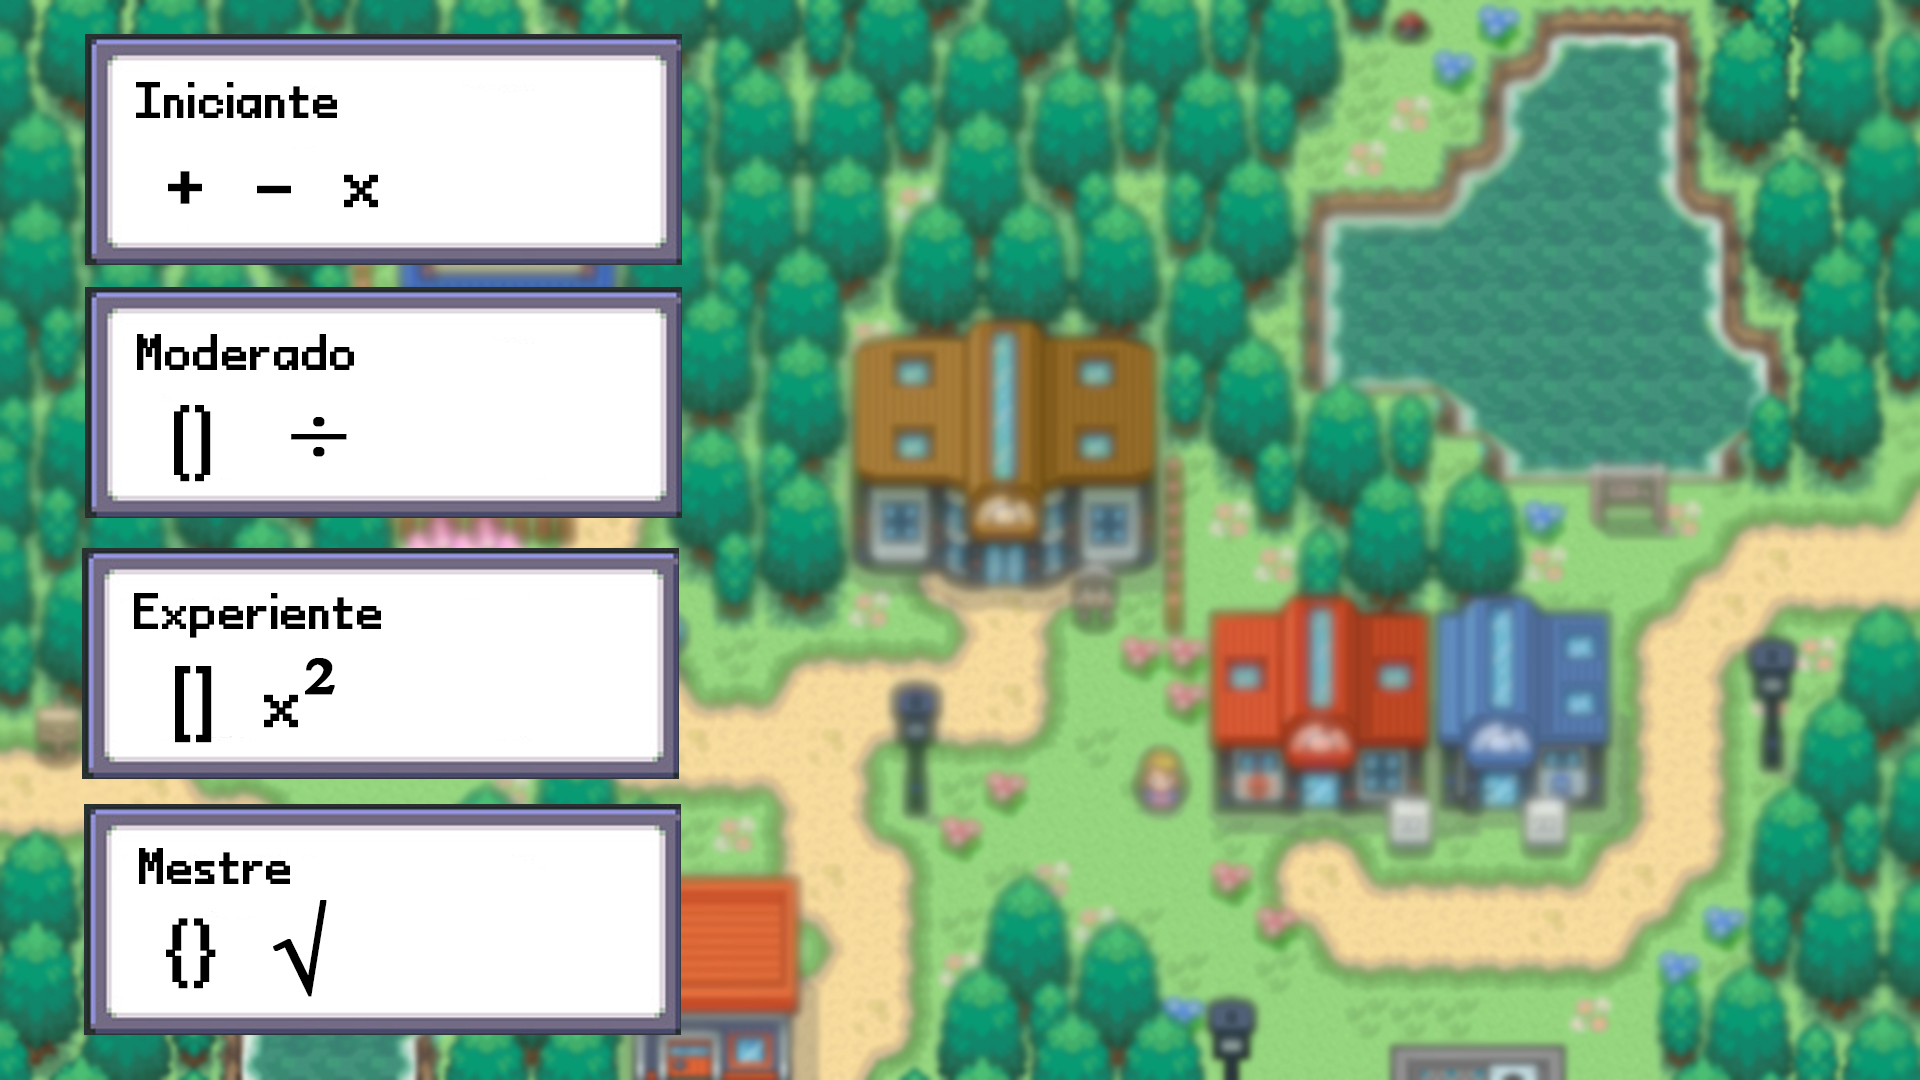 Iniciante
+ − x
Moderado
() ÷
Experiente
[] x²
Mestre
{} √